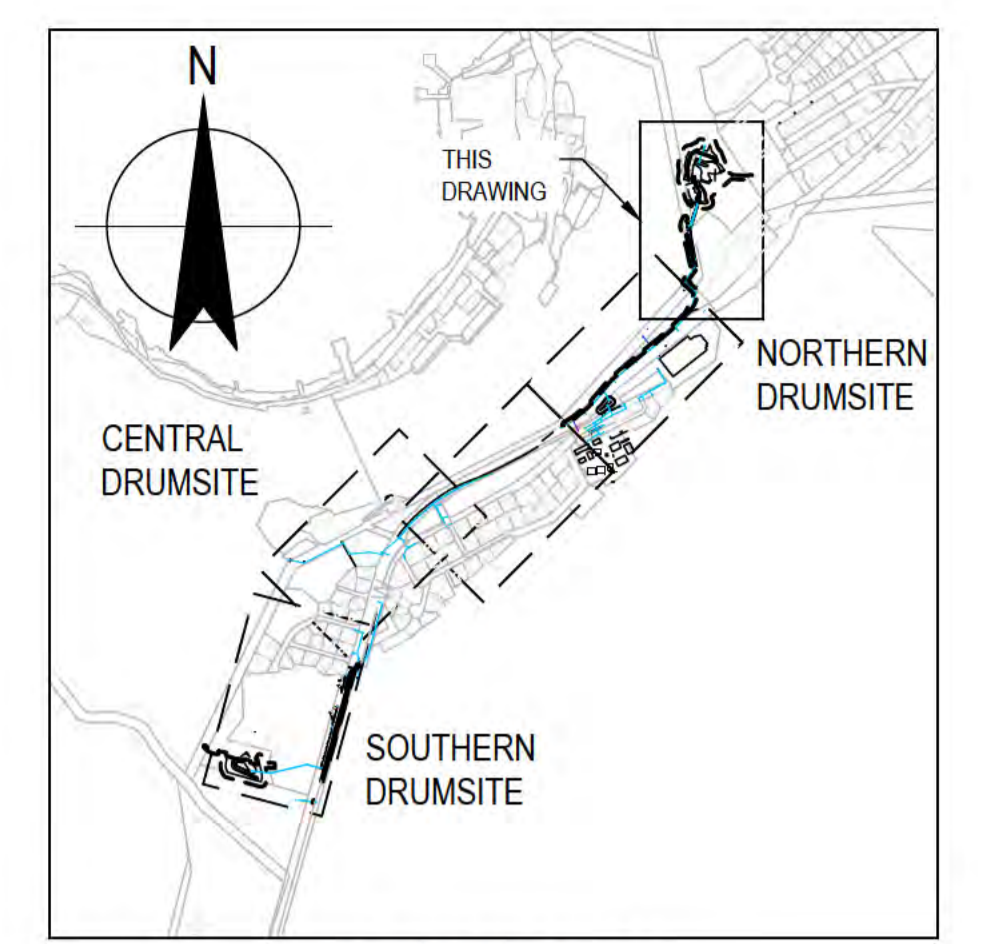 N
THIS
DRAWING
NORTHERN
DRUMSITE
CENTRAL
DRUMSITE
SOUTHERN
DRUMSITE